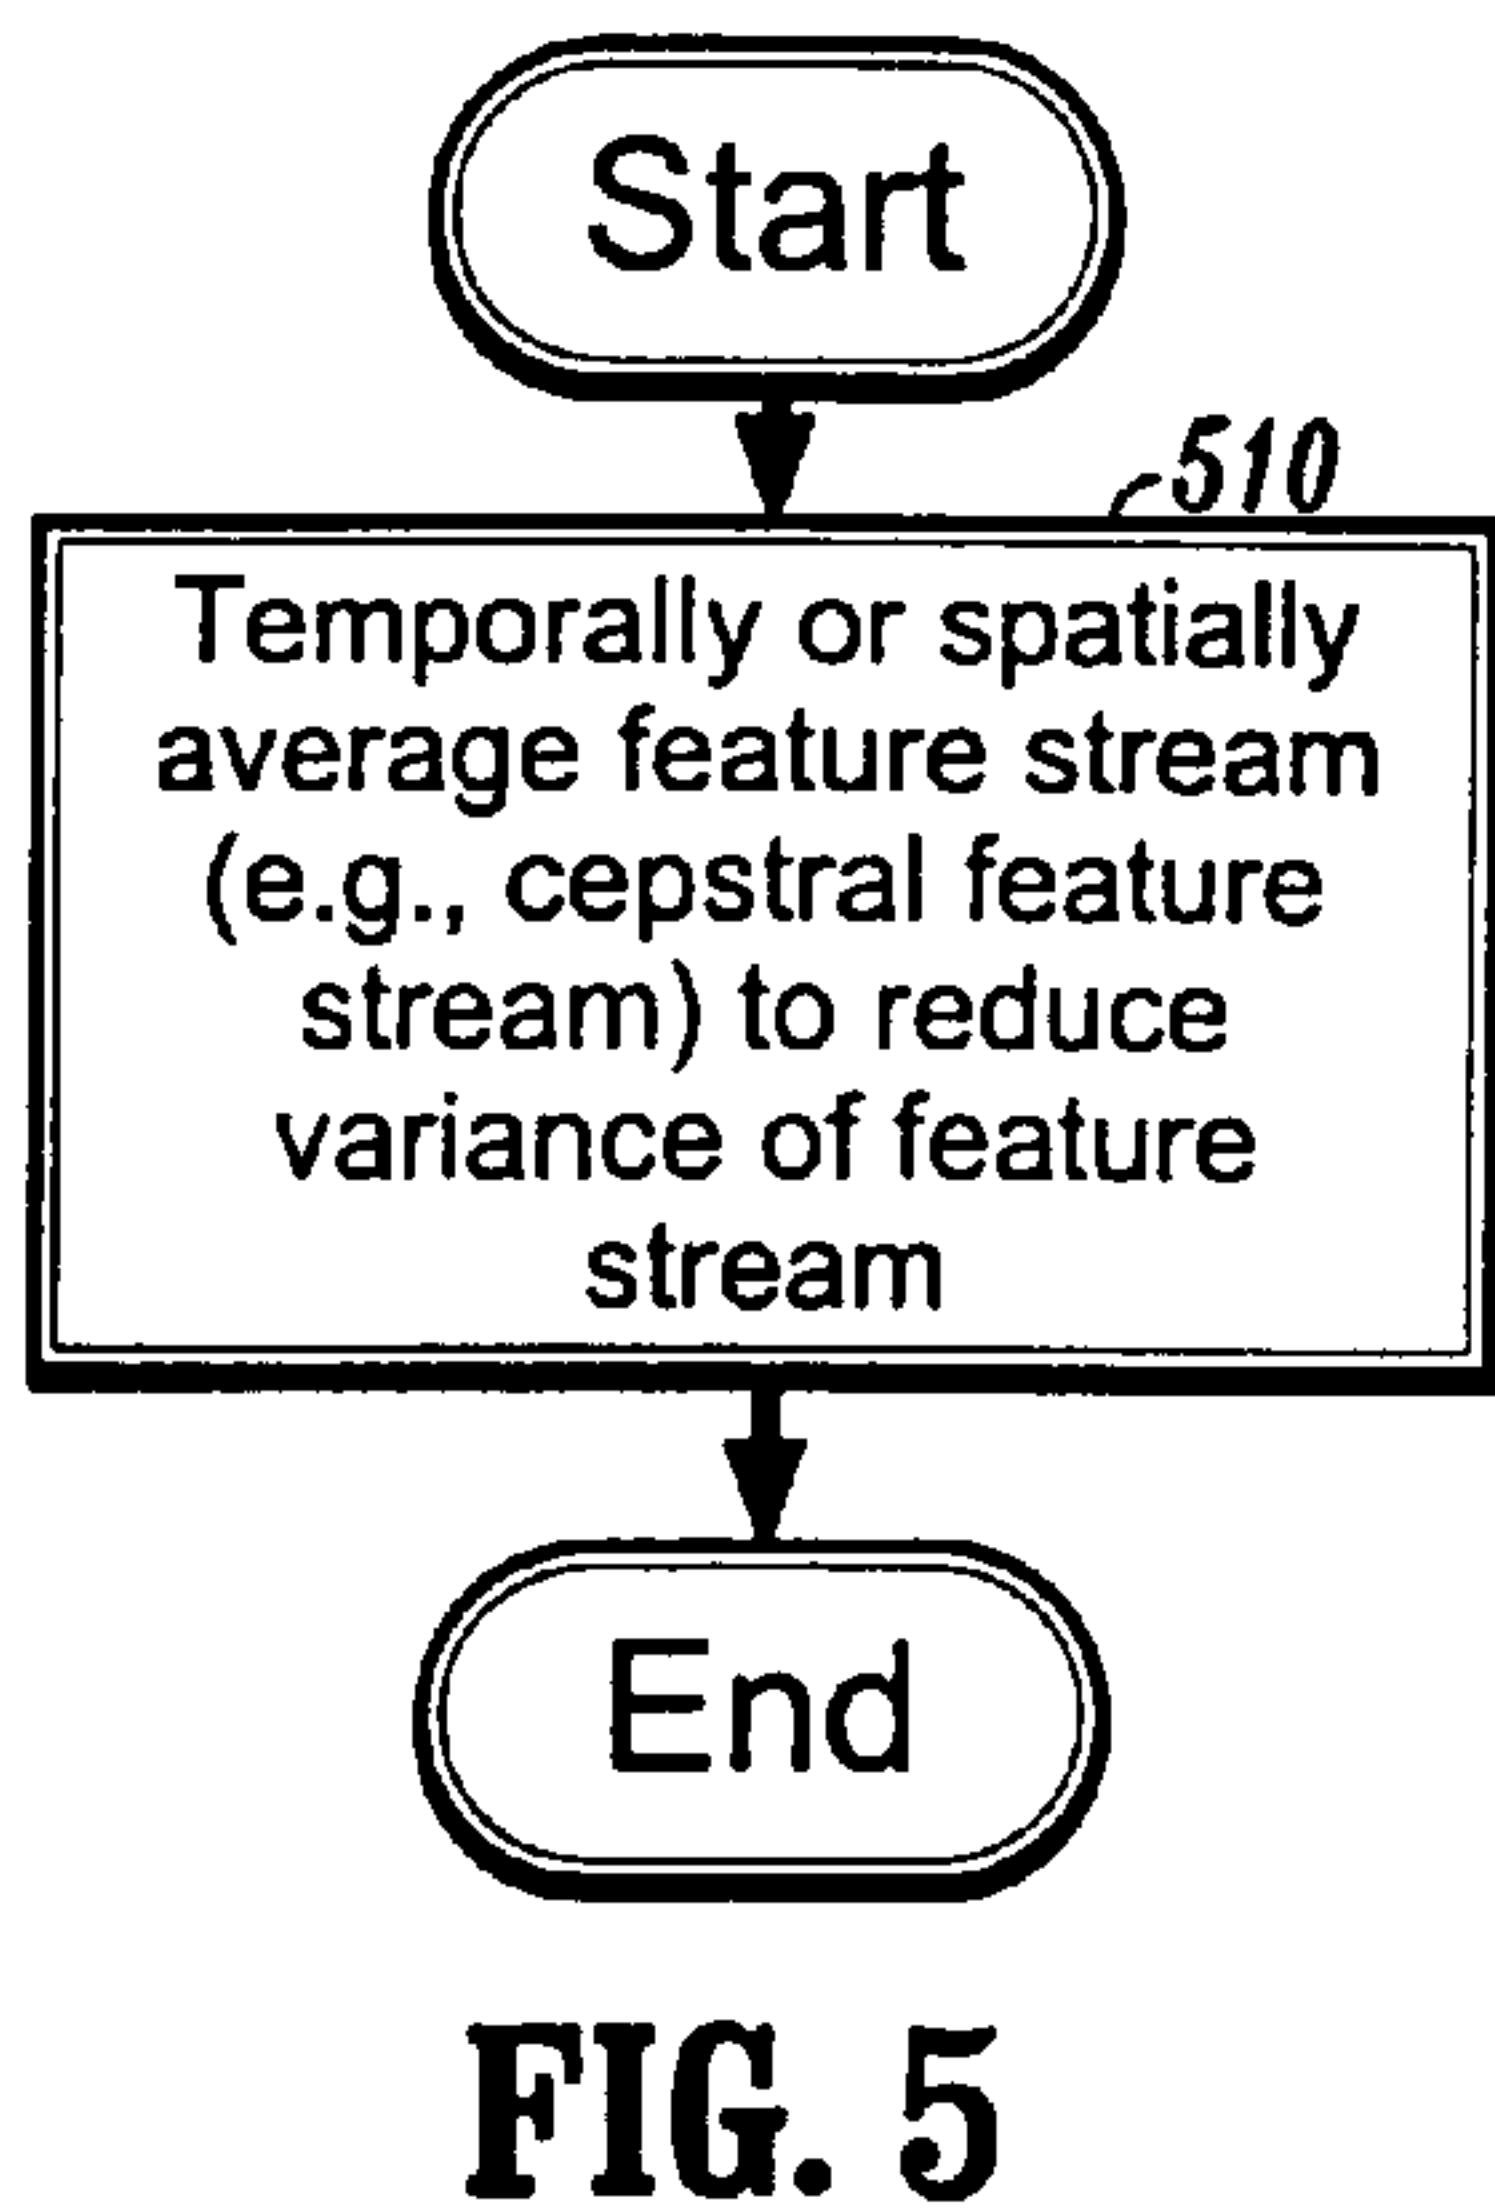 Start
510
Temporally or spatially
average feature stream
(e.g., cepstral feature
stream) to reduce
variance of feature
stream
End
FIG. 5